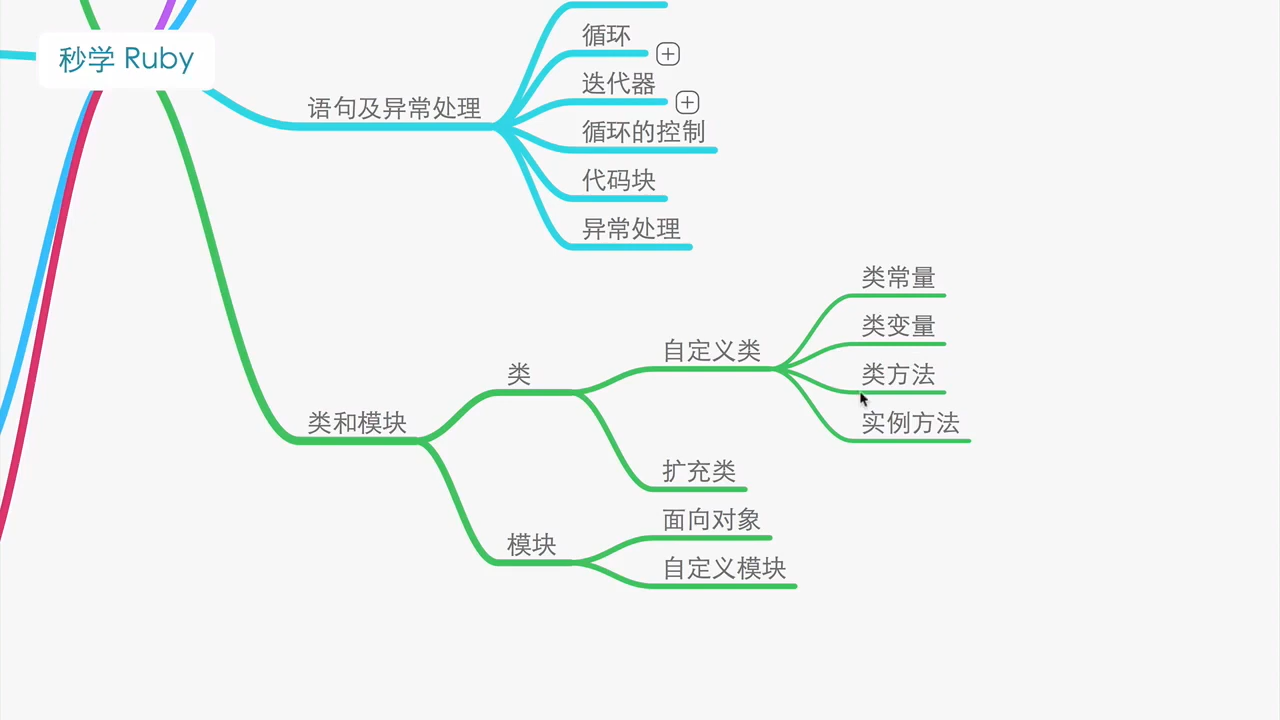 秒学 Ruby
语句及异常处理
循环
迭代器
循环的控制
代码块
异常处理
类和模块
类
自定义类
类常量
类变量
类方法
实例方法
扩充类
模块
面向对象
自定义模块